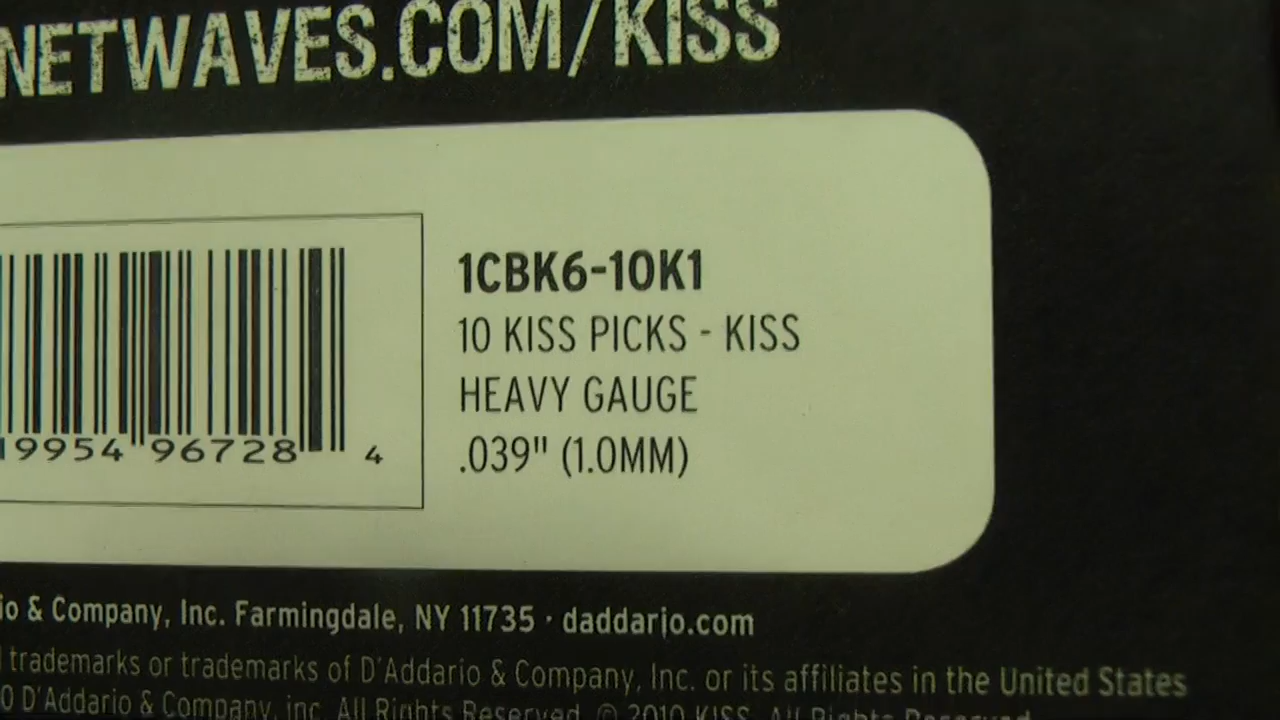 NETWAVES.COM/KISS
1CBK6-10K1
10 KISS PICKS - KISS
HEAVY GAUGE
.039" (1.0MM)
19954 96728 4
io & Company, Inc. Farmingdale, NY 11735 · daddario.com
trademarks or trademarks of D'Addario & Company, Inc. or its affiliates in the United States
0 D'Addario & Company, inc. All Rights Reserved. © 2010 KISS. All Rights Reserved.